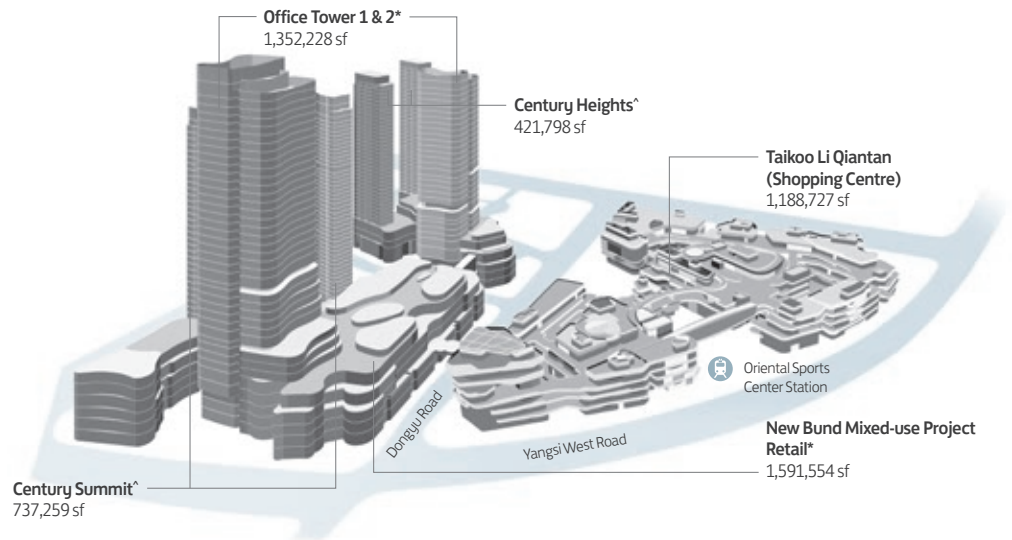 Office Tower 1 & 2*
1,352,228 sf
Century Heights^
421,798 sf
Taikoo Li Qiantan
(Shopping Centre)
1,188,727 sf
Oriental Sports
Center Station
Dongyu Road
Yangsi West Road
New Bund Mixed-use Project
Retail*
1,591,554 sf
Century Summit^
737,259 sf